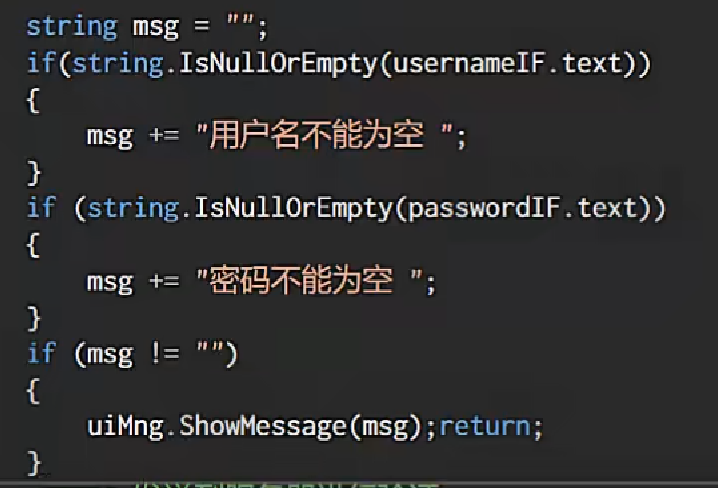 string msg = "";
if(string.IsNullOrEmpty(usernameIF.text))
{
    msg += "用户名不能为空 ";
}
if (string.IsNullOrEmpty(passwordIF.text))
{
    msg += "密码不能为空 ";
}
if (msg != "")
{
    uiMng.ShowMessage(msg);return;
}